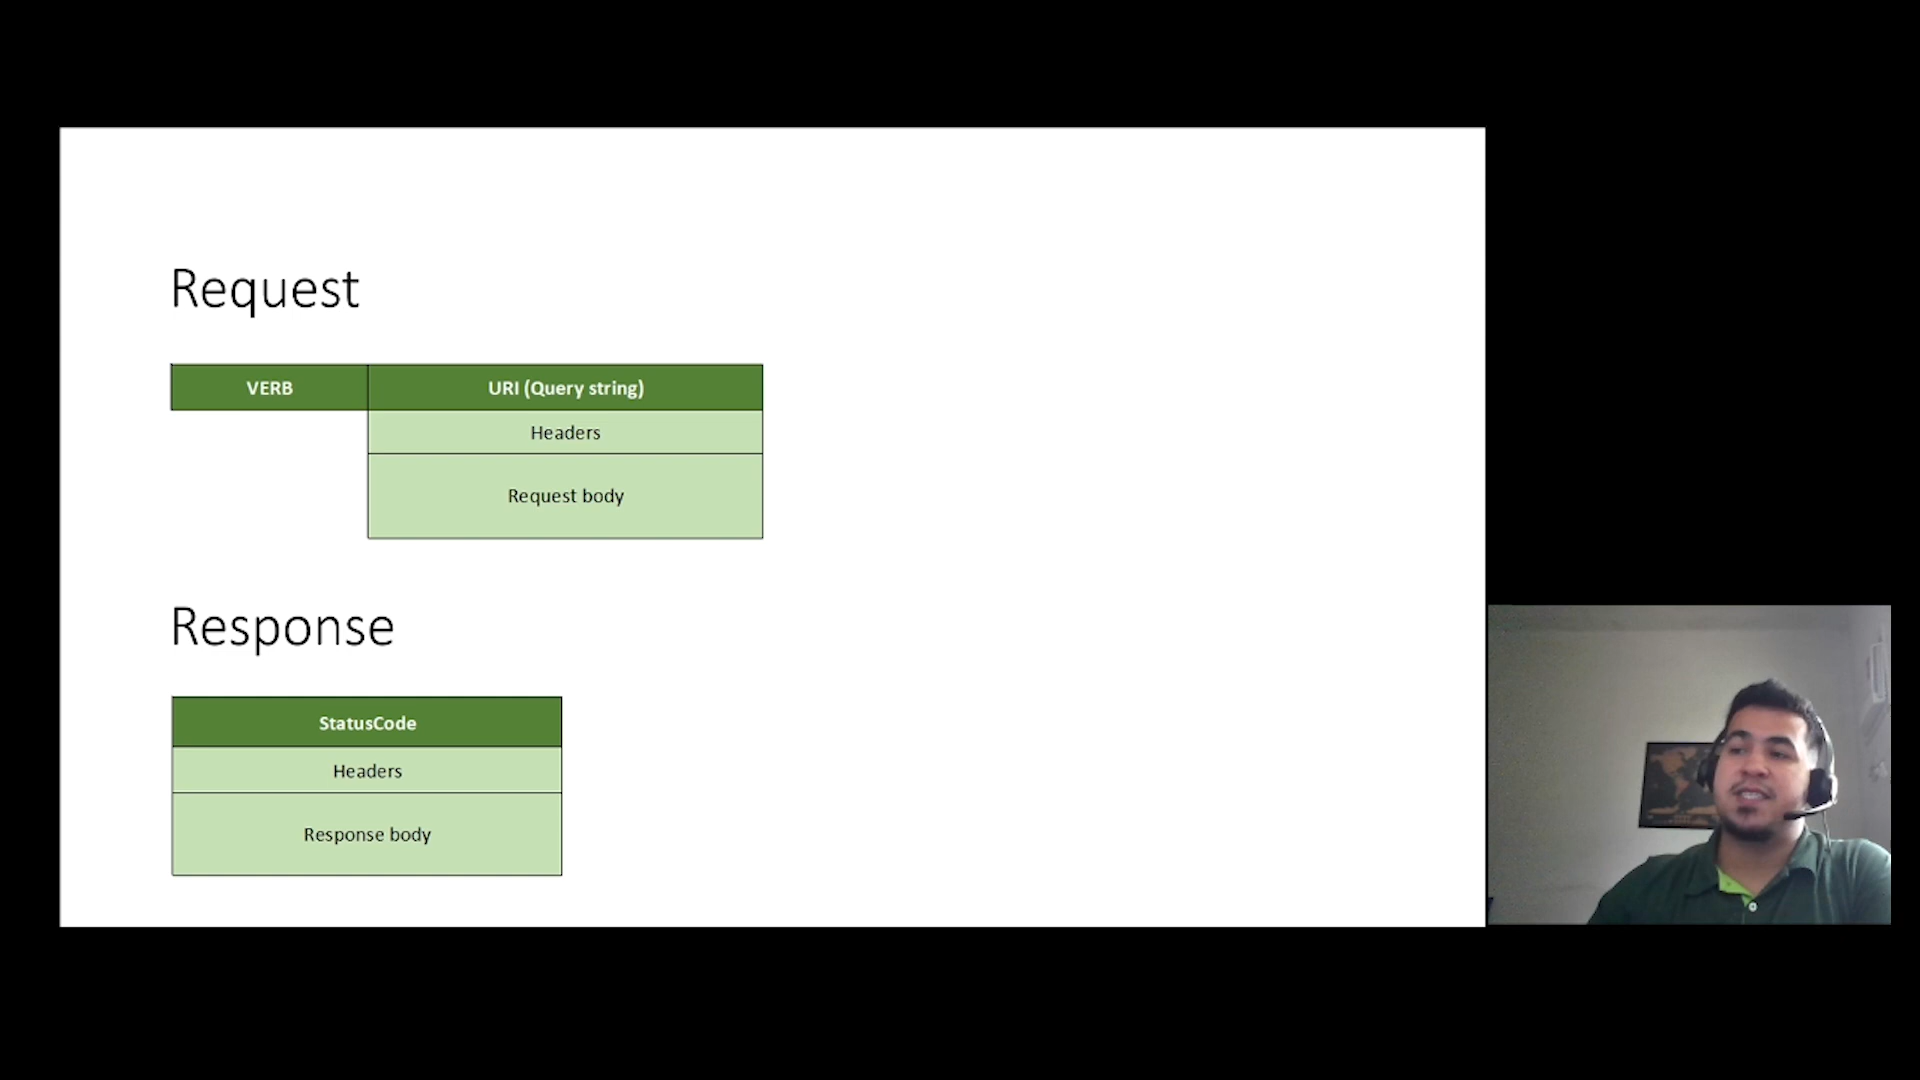 Request
VERB
URI (Query string)
Headers
Request body
Response
StatusCode
Headers
Response body